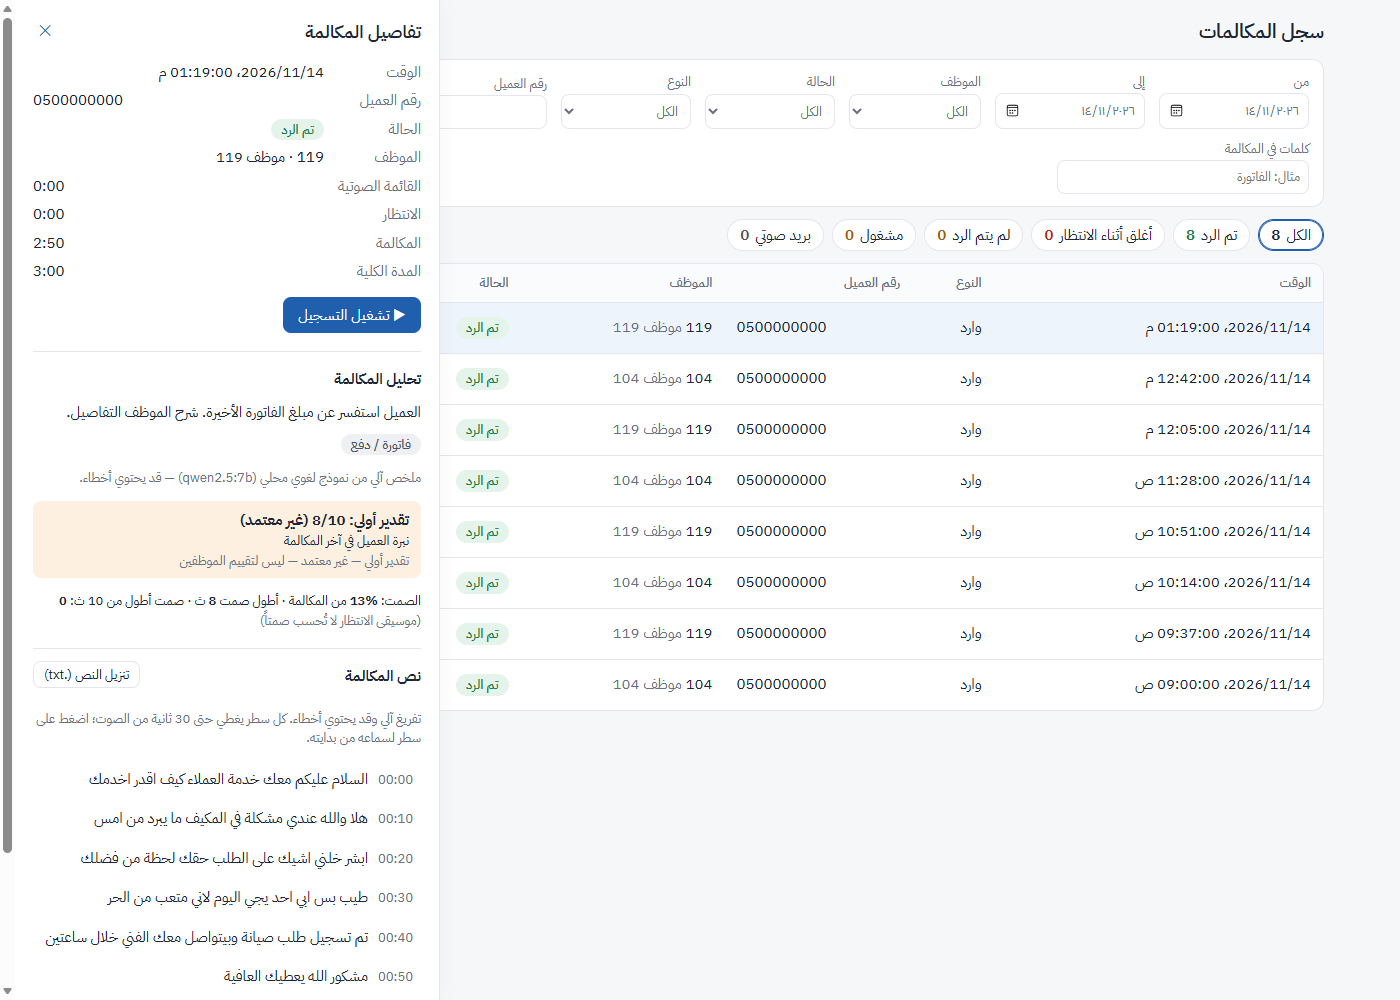 سجل المكالمات
من
إلى
الموظف
الحالة
النوع
رقم العميل
١٤/١١/٢٠٢٦
١٤/١١/٢٠٢٦
الكل
الكل
الكل
كلمات في المكالمة
مثال: الفاتورة
الكل 8
تم الرد 8
أغلق أثناء الانتظار 0
لم يتم الرد 0
مشغول 0
بريد صوتي 0
الوقت النوع رقم العميل الموظف الحالة
2026/11/14، 01:19:00 م وارد 0500000000 119 موظف 119 تم الرد
2026/11/14، 12:42:00 م وارد 0500000000 104 موظف 104 تم الرد
2026/11/14، 12:05:00 م وارد 0500000000 119 موظف 119 تم الرد
2026/11/14، 11:28:00 ص وارد 0500000000 104 موظف 104 تم الرد
2026/11/14، 10:51:00 ص وارد 0500000000 119 موظف 119 تم الرد
2026/11/14، 10:14:00 ص وارد 0500000000 104 موظف 104 تم الرد
2026/11/14، 09:37:00 ص وارد 0500000000 119 موظف 119 تم الرد
2026/11/14، 09:00:00 ص وارد 0500000000 104 موظف 104 تم الرد
تفاصيل المكالمة
الوقت 2026/11/14، 01:19:00 م
رقم العميل 0500000000
الحالة تم الرد
الموظف 119 · موظف 119
القائمة الصوتية 0:00
الانتظار 0:00
المكالمة 2:50
المدة الكلية 3:00
تشغيل التسجيل
تحليل المكالمة
العميل استفسر عن مبلغ الفاتورة الأخيرة. شرح الموظف التفاصيل.
فاتورة / دفع
ملخص آلي من نموذج لغوي محلي (qwen2.5:7b) — قد يحتوي أخطاء.
تقدير أولي: 8/10 (غير معتمد)
نبرة العميل في آخر المكالمة
تقدير أولي — غير معتمد — ليس لتقييم الموظفين
الصمت: 13% من المكالمة · أطول صمت 8 ث · صمت أطول من 10 ث: 0
(موسيقى الانتظار لا تُحسب صمتاً)
نص المكالمة
تنزيل النص (.txt)
تفريغ آلي وقد يحتوي أخطاء. كل سطر يغطي حتى 30 ثانية من الصوت؛ اضغط على
سطر لسماعه من بدايته.
00:00 السلام عليكم معك خدمة العملاء كيف اقدر اخدمك
00:10 هلا والله عندي مشكلة في المكيف ما يبرد من امس
00:20 ابشر خلني اشيك على الطلب حقك لحظة من فضلك
00:30 طيب بس ابي احد يجي اليوم لاني متعب من الحر
00:40 تم تسجيل طلب صيانة وبيتواصل معك الفني خلال ساعتين
00:50 مشكور الله يعطيك العافية